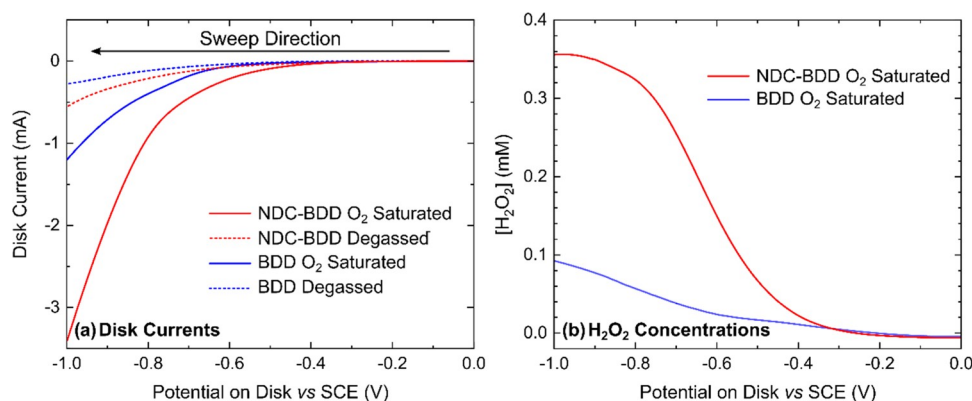 Sweep Direction
0
-1
-2
-3
Disk Current (mA)
NDC-BDD O₂ Saturated
NDC-BDD Degassed
BDD O₂ Saturated
BDD Degassed
(a) Disk Currents
-1.0 -0.8 -0.6 -0.4 -0.2 0.0
Potential on Disk vs SCE (V)
0.4
0.3
0.2
0.1
0.0
[H₂O₂] (mM)
NDC-BDD O₂ Saturated
BDD O₂ Saturated
(b) H₂O₂ Concentrations
-1.0 -0.8 -0.6 -0.4 -0.2 0.0
Potential on Disk vs SCE (V)